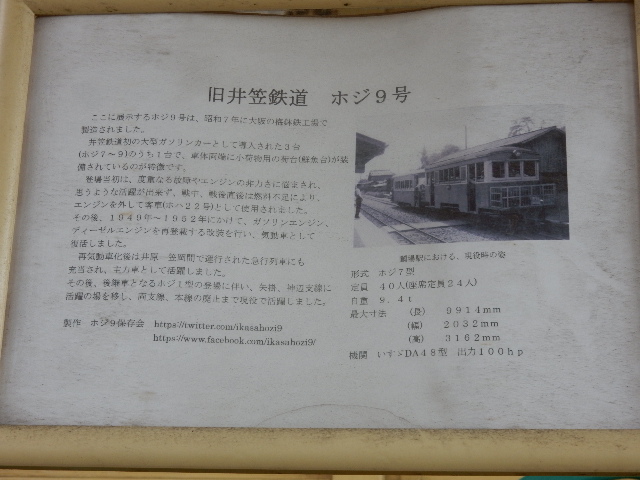 旧井笠鉄道　ホジ９号
ここに展示するホジ９号は、昭和７年に大阪の梅鉢鉄工場で
製造されました。
井笠鉄道初の大型ガソリンカーとして導入された３台
(ホジ７～９)のうち１台で、車体両端に小荷物用の荷台(鮮魚台)が装
備されているのが特徴です。
登場当初は、度重なる故障やエンジンの非力さに悩まされ、
思うような活躍が出来ず、戦中、戦後直後は燃料不足により、
エンジンを外して客車(ホハ２２号)として使用されました。
その後、１９４９年～１９５２年にかけて、ガソリンエンジン、
ディーゼルエンジンを再登載する改装を行い、気動車として
復活しました。
再気動車化後は井原－笠岡間で運行された急行列車にも
充当され、主力車として活躍しました。
その後、後継車となるホジ１型の登場に伴い、矢掛、神辺支線に
活躍の場を移し、両支線、本線の廃止まで現役で活躍しました。
製作　ホジ９保存会　https://twitter.com/ikasahozi9
https://www.facebook.com/ikasahozi9/
鬮場駅における、現役時の姿
形式　ホジ７型
定員　４０人(座席定員２４人)
自重　９．４ｔ
最大寸法　(長)　９９１４ｍｍ
(幅)　２０３２ｍｍ
(高)　３１６２ｍｍ
機関　いすゞＤＡ４８型　出力１００ｈｐ